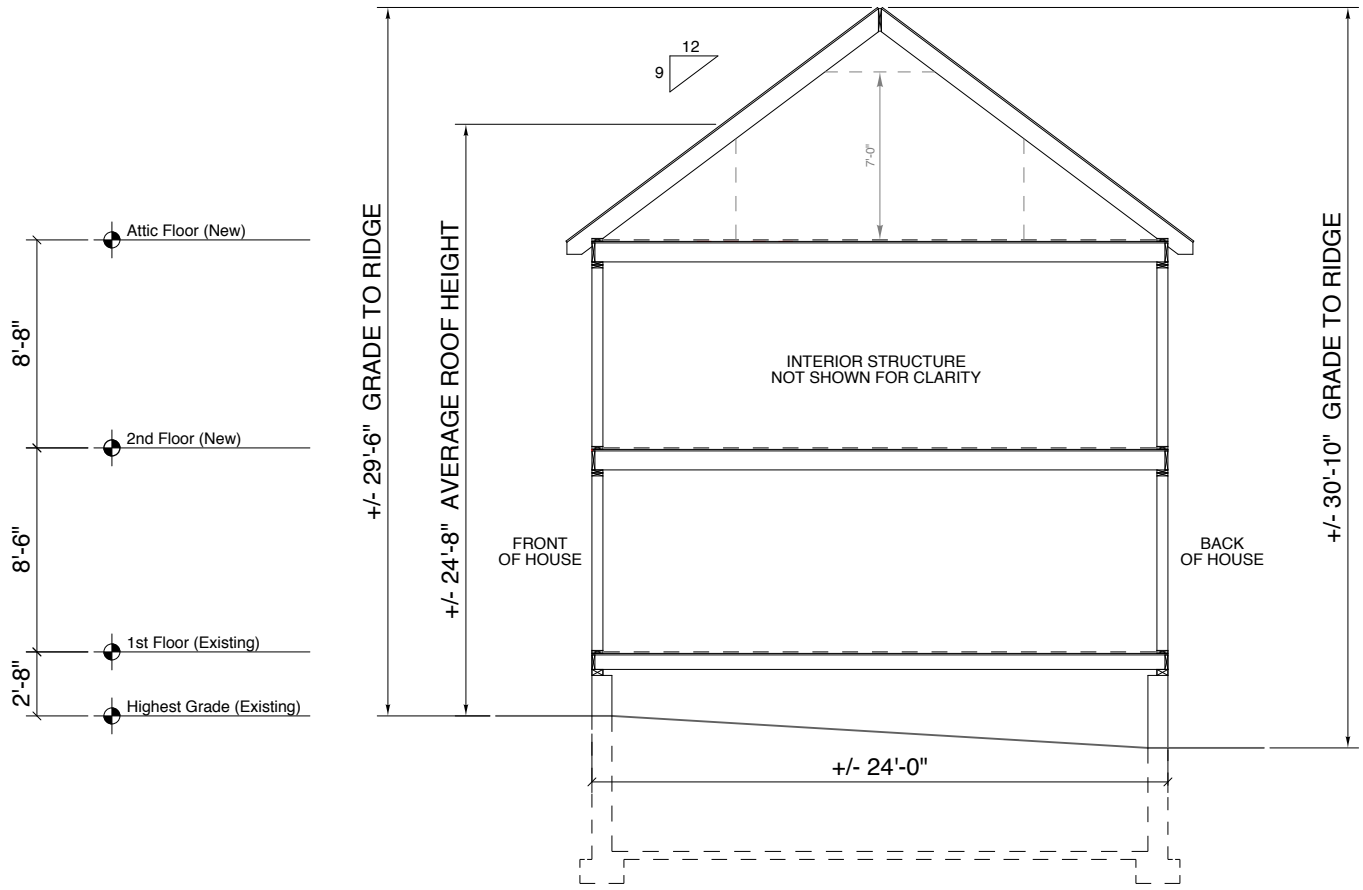 12
9
Attic Floor (New)
8'-8"
2nd Floor (New)
8'-6"
1st Floor (Existing)
2'-8"
Highest Grade (Existing)
+/- 29'-6" GRADE TO RIDGE
+/- 24'-8" AVERAGE ROOF HEIGHT
7'-0"
INTERIOR STRUCTURE
NOT SHOWN FOR CLARITY
FRONT
OF HOUSE
BACK
OF HOUSE
+/- 30'-10" GRADE TO RIDGE
+/- 24'-0"